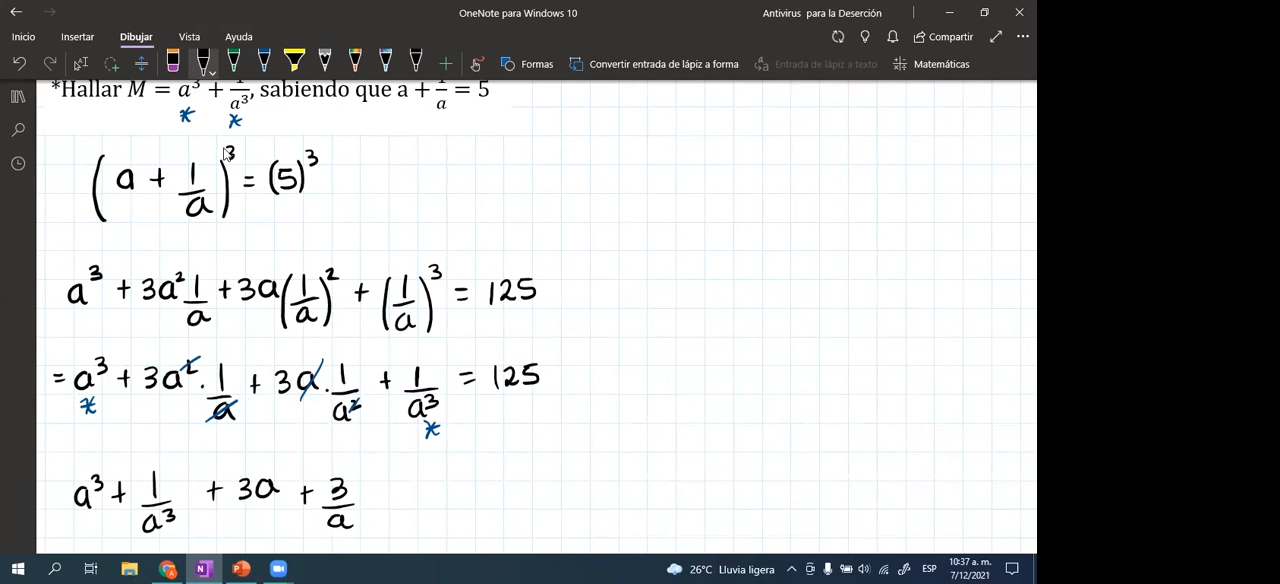 OneNote para Windows 10
Antivirus para la Deserción
Inicio Insertar Dibujar Vista Ayuda
Compartir
Formas Convertir entrada de lápiz a forma Entrada de lápiz a texto Matemáticas
*Hallar M = a³ + 1/a³, sabiendo que a + 1/a = 5
* *
(a + 1/a)³ = (5)³
a³ + 3a² 1/a + 3a(1/a)² + (1/a)³ = 125
= a³ + 3a² · 1/a + 3a · 1/a² + 1/a³ = 125
* *
a³ + 1/a³ + 3a + 3/a
26°C Lluvia ligera
ESP
10:37 a. m.
7/12/2021